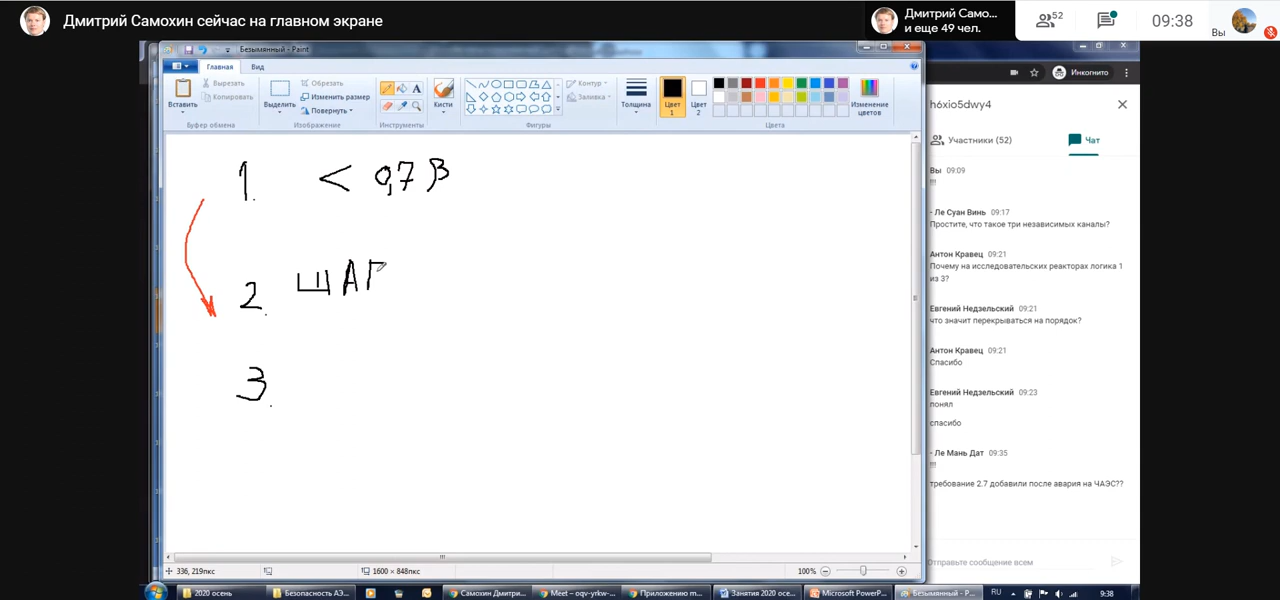 Дмитрий Самохин сейчас на главном экране
Дмитрий Само...
и еще 49 чел.
52
09:38
Вы
Безымянный - Paint
Главная
Вид
Вставить
Вырезать
Копировать
Буфер обмена
Выделить
Обрезать
Изменить размер
Повернуть
Изображение
Инструменты
Кисти
Фигуры
Контур
Заливка
Толщина
Цвет 1
Цвет 2
Изменение цветов
Цвета
1. < 0,7 β
2. ШАГ
3.
336, 219пкс
1600 × 848пкс
100%
Инкогнито
h6xio5dwy4
Участники (52)
Чат
Вы 09:09
!!!
- Ле Суан Винь 09:17
Простите, что такое три независимых каналы?
Антон Кравец 09:21
Почему на исследовательских реакторах логика 1
из 3?
Евгений Недзельский 09:21
что значит перекрываться на порядок?
Антон Кравец 09:21
Спасибо
Евгений Недзельский 09:23
понял
спасибо
- Ле Мань Дат 09:35
!!!
требование 2.7 добавили после авария на ЧАЭС??
Отправьте сообщение всем
2020 осень
Безопасность АЭ...
Самохин Дмитри...
Meet – oqv-yrkw-...
Приложению m...
Занятия 2020 осе...
Microsoft PowerP...
Безымянный - P...
RU
9:38